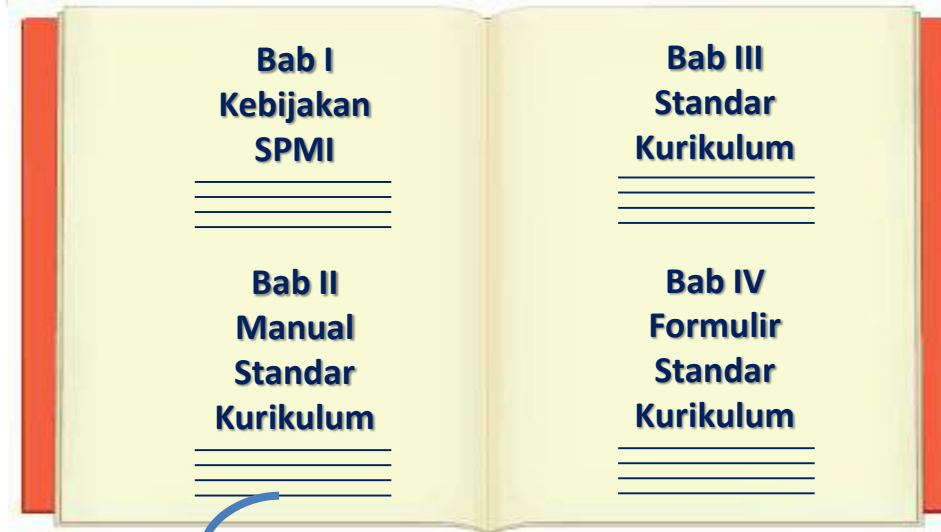 Bab I
Kebijakan
SPMI
Bab II
Manual
Standar
Kurikulum
Bab III
Standar
Kurikulum
Bab IV
Formulir
Standar
Kurikulum